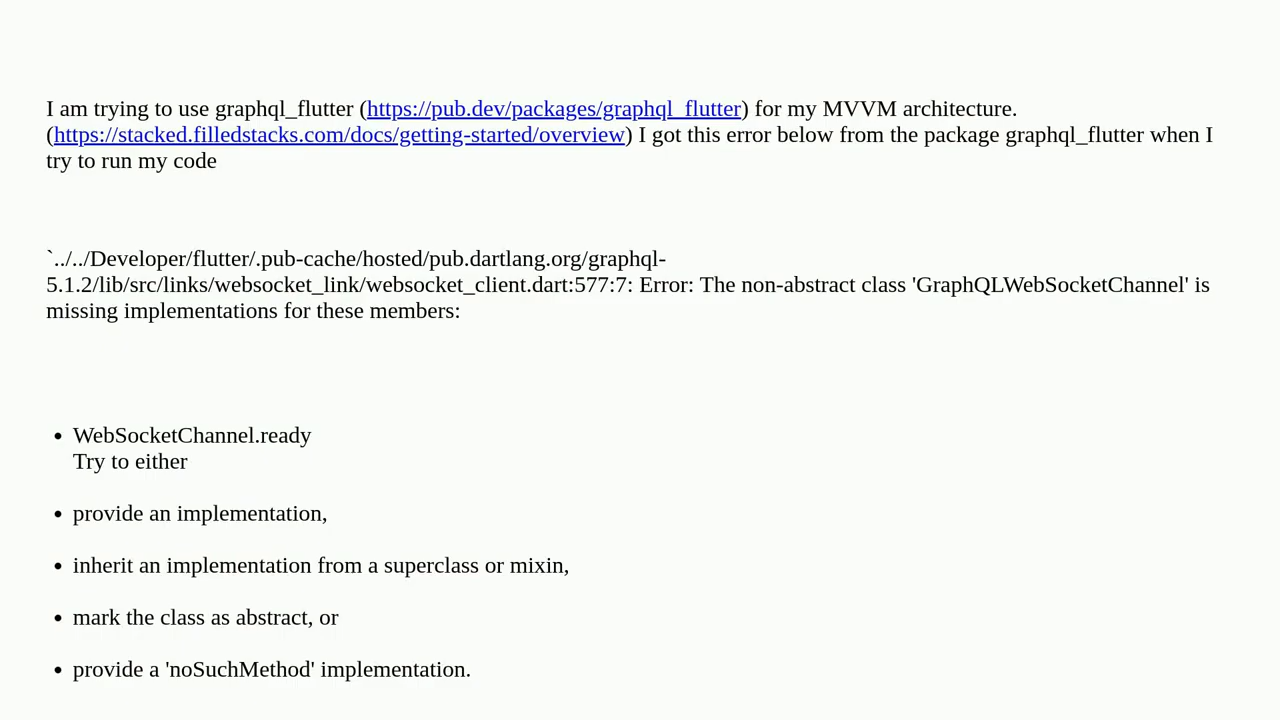 I am trying to use graphql_flutter (https://pub.dev/packages/graphql_flutter) for my MVVM architecture.
(https://stacked.filledstacks.com/docs/getting-started/overview) I got this error below from the package graphql_flutter when I
try to run my code
`../../Developer/flutter/.pub-cache/hosted/pub.dartlang.org/graphql-
5.1.2/lib/src/links/websocket_link/websocket_client.dart:577:7: Error: The non-abstract class 'GraphQLWebSocketChannel' is
missing implementations for these members:
• WebSocketChannel.ready
Try to either
• provide an implementation,
• inherit an implementation from a superclass or mixin,
• mark the class as abstract, or
• provide a 'noSuchMethod' implementation.